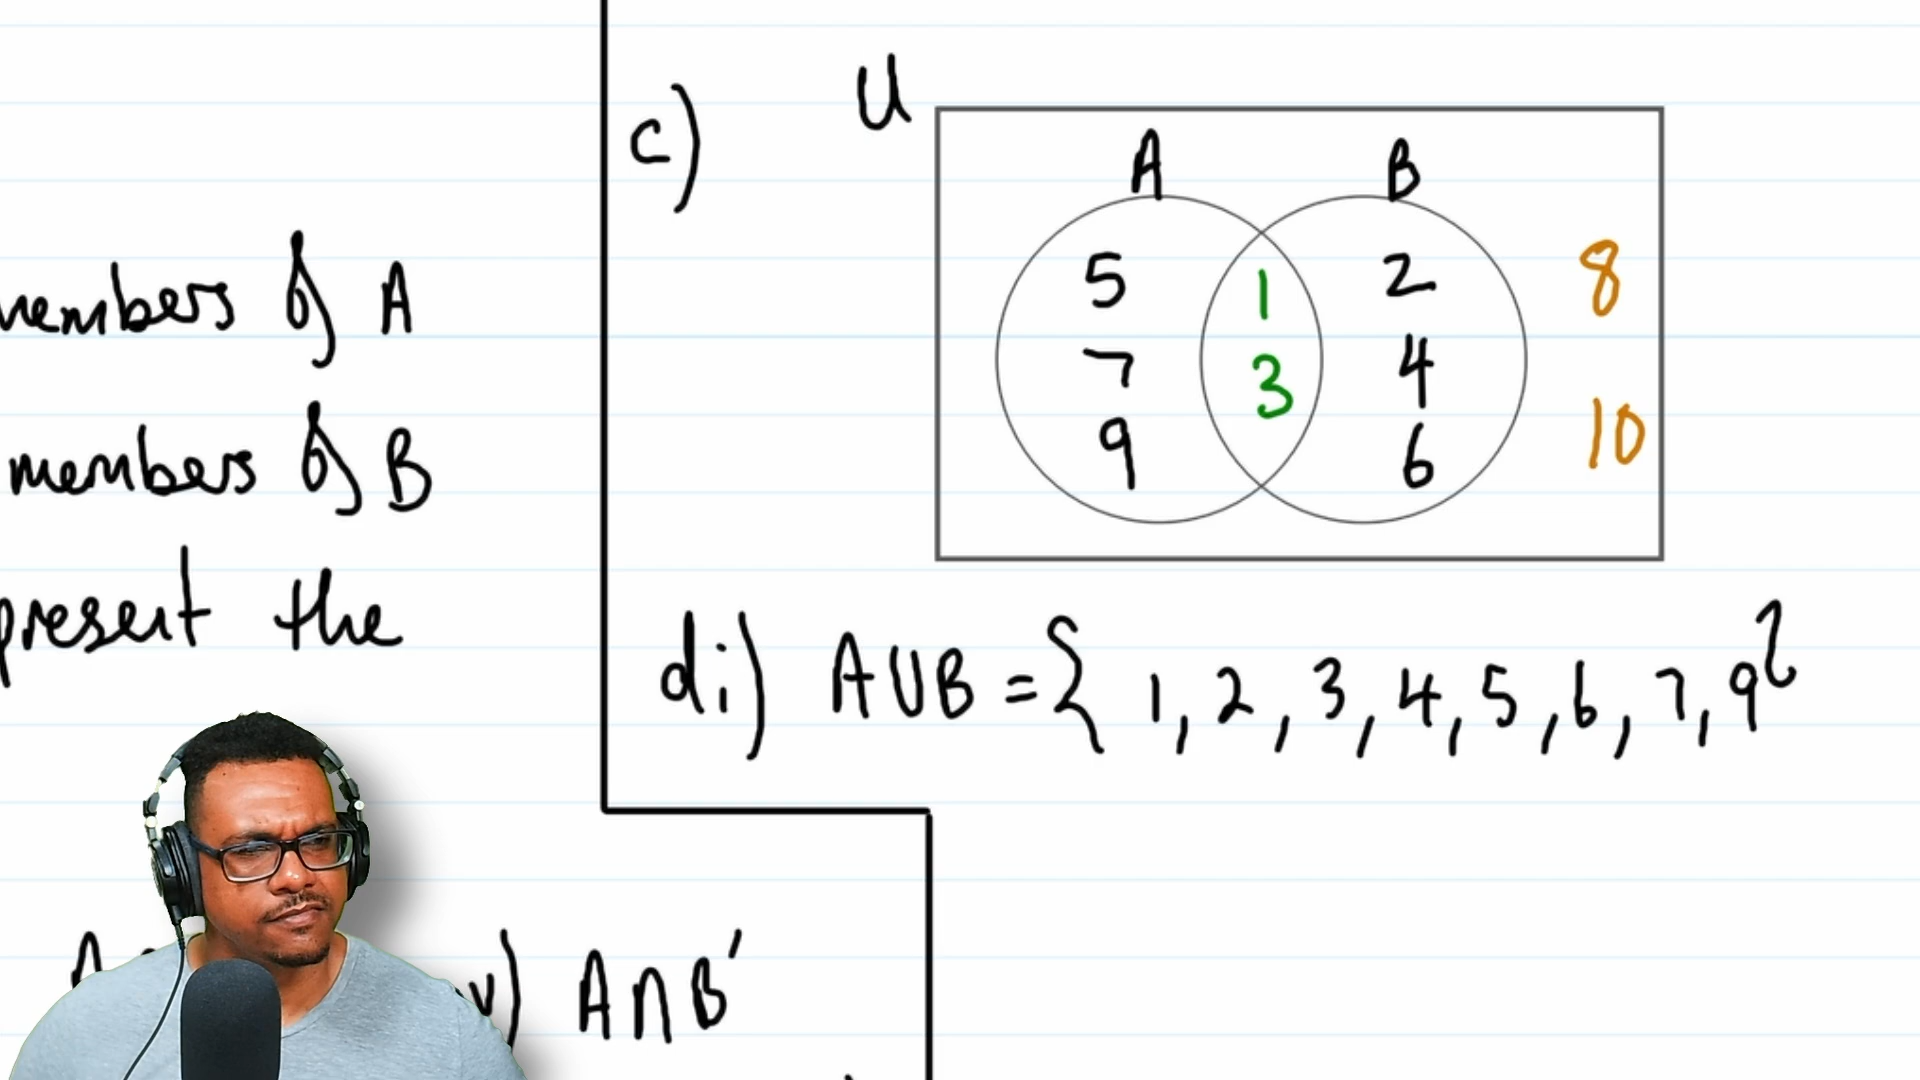 c) U
A B
5 1 2 8
7 3 4
9 6 10
members of A
members of B
present the
di) A∪B = { 1, 2, 3, 4, 5, 6, 7, 9}
v) A∩B′